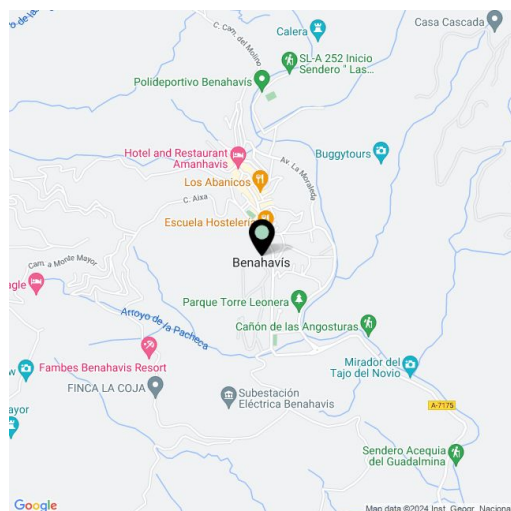 Casa Cascada
C. Cam. del Molino
Calera
SL-A 252 Inicio
Sendero " Las...
Polideportivo Benahavís
Hotel and Restaurant
Amanhavis
Buggytours
Av. La Moraleda
Los Abanicos
C. Aixa
Escuela Hostelería
Benahavís
Cam. a Monte Mayor
gle
Parque Torre Leonera
Arroyo de la Pacheca
Cañón de las Angosturas
Fambes Benahavis Resort
Mirador del
Tajo del Novio
FINCA LA COJA
Subestación
Eléctrica Benahavis
A-7175
ayor
Sendero Acequia
del Guadalmina
Google
Map data ©2024 Inst. Geogr. Naciona